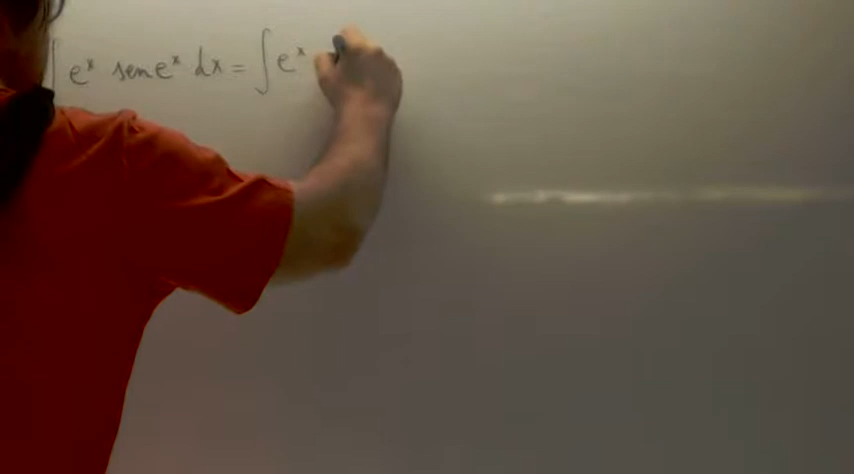 ∫ eˣ sen eˣ dx = ∫ eˣ